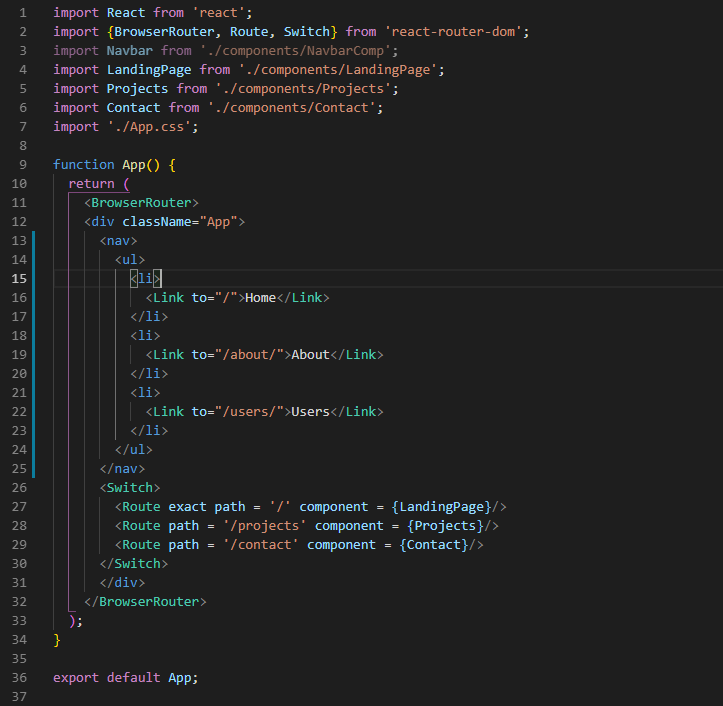 1 import React from 'react';
2 import {BrowserRouter, Route, Switch} from 'react-router-dom';
3 import Navbar from './components/NavbarComp';
4 import LandingPage from './components/LandingPage';
5 import Projects from './components/Projects';
6 import Contact from './components/Contact';
7 import './App.css';
8
9 function App() {
10 return (
11 <BrowserRouter>
12 <div className="App">
13 <nav>
14 <ul>
15 <li>
16 <Link to="/">Home</Link>
17 </li>
18 <li>
19 <Link to="/about/">About</Link>
20 </li>
21 <li>
22 <Link to="/users/">Users</Link>
23 </li>
24 </ul>
25 </nav>
26 <Switch>
27 <Route exact path = '/' component = {LandingPage}/>
28 <Route path = '/projects' component = {Projects}/>
29 <Route path = '/contact' component = {Contact}/>
30 </Switch>
31 </div>
32 </BrowserRouter>
33 );
34 }
35
36 export default App;
37